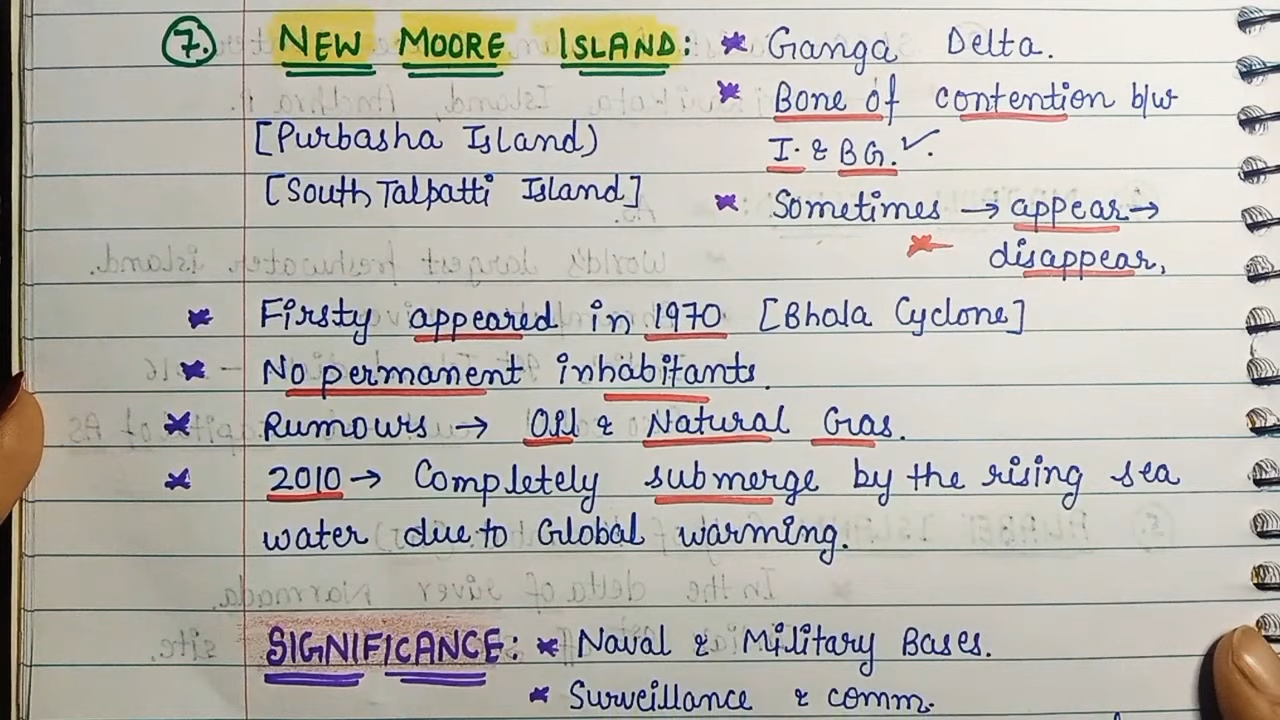 7. NEW MOORE ISLAND: * Ganga Delta.
* Bone of contention b/w
[Purbasha Island)
I. & BG. ✓.
[South Talpatti Island]
* Sometimes → appear →
disappear,
* Firsty appeared in 1970 [Bhola Cyclone]
* No permanent inhabitants.
* Rumours → Oil & Natural Gas.
* 2010 → Completely submerge by the rising sea
water due to Global warming.
SIGNIFICANCE: * Naval & Military Bases.
* Surveillance & comm.